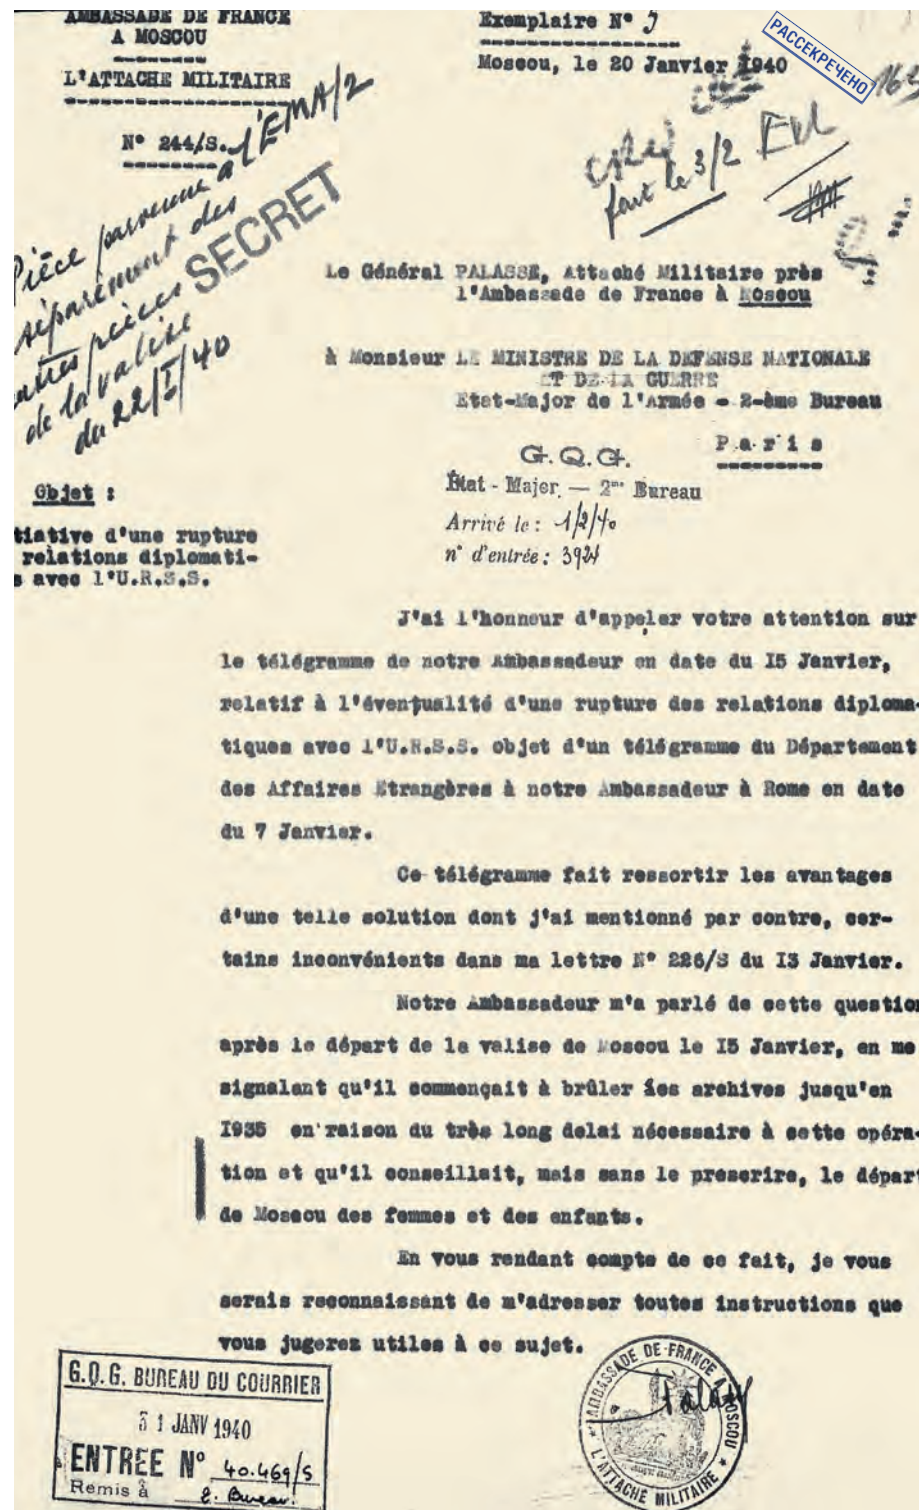 AMBASSADE DE FRANCE
A MOSCOU
L'ATTACHE MILITAIRE
N° 244/S.
Pièce parvenue à l'EMA/2
séparément des
autres pièces
de la valise
du 22/I/40
SECRET
Exemplaire N° 3
Moscou, le 20 Janvier 1940
РАССЕКРЕЧЕНО
fait le 3/2
Le Général PALASSE, Attaché Militaire près
l'Ambassade de France à Moscou
à Monsieur LE MINISTRE DE LA DEFENSE NATIONALE
ET DE LA GUERRE
Etat-Major de l'Armée - 2-ème Bureau
Paris
G.Q.G.
État-Major — 2me Bureau
Arrivé le : 1/2/40
n° d'entrée : 3921
Objet :
tiative d'une rupture
relations diplomati-
s avec l'U.R.S.S.
J'ai l'honneur d'appeler votre attention sur
le télégramme de notre Ambassadeur en date du I5 Janvier,
relatif à l'éventualité d'une rupture des relations diploma-
tiques avec l'U.R.S.S. objet d'un télégramme du Département
des Affaires Etrangères à notre Ambassadeur à Rome en date
du 7 Janvier.
Ce télégramme fait ressortir les avantages
d'une telle solution dont j'ai mentionné par contre, cer-
tains inconvénients dans ma lettre N° 226/S du I3 Janvier.
Notre Ambassadeur m'a parlé de cette question
après le départ de la valise de Moscou le I5 Janvier, en me
signalant qu'il commençait à brûler les archives jusqu'en
I935 en raison du très long delai nécessaire à cette opéra-
tion et qu'il conseillait, mais sans le prescrire, le départ
de Moscou des femmes et des enfants.
En vous rendant compte de ce fait, je vous
serais reconnaissant de m'adresser toutes instructions que
vous jugerez utiles à ce sujet.
G.Q.G. BUREAU DU COURRIER
31 JANV 1940
ENTREE N° 40.469/S
Remis à 2. Bureau.
AMBASSADE DE FRANCE A MOSCOU
L'ATTACHÉ MILITAIRE
Palasse